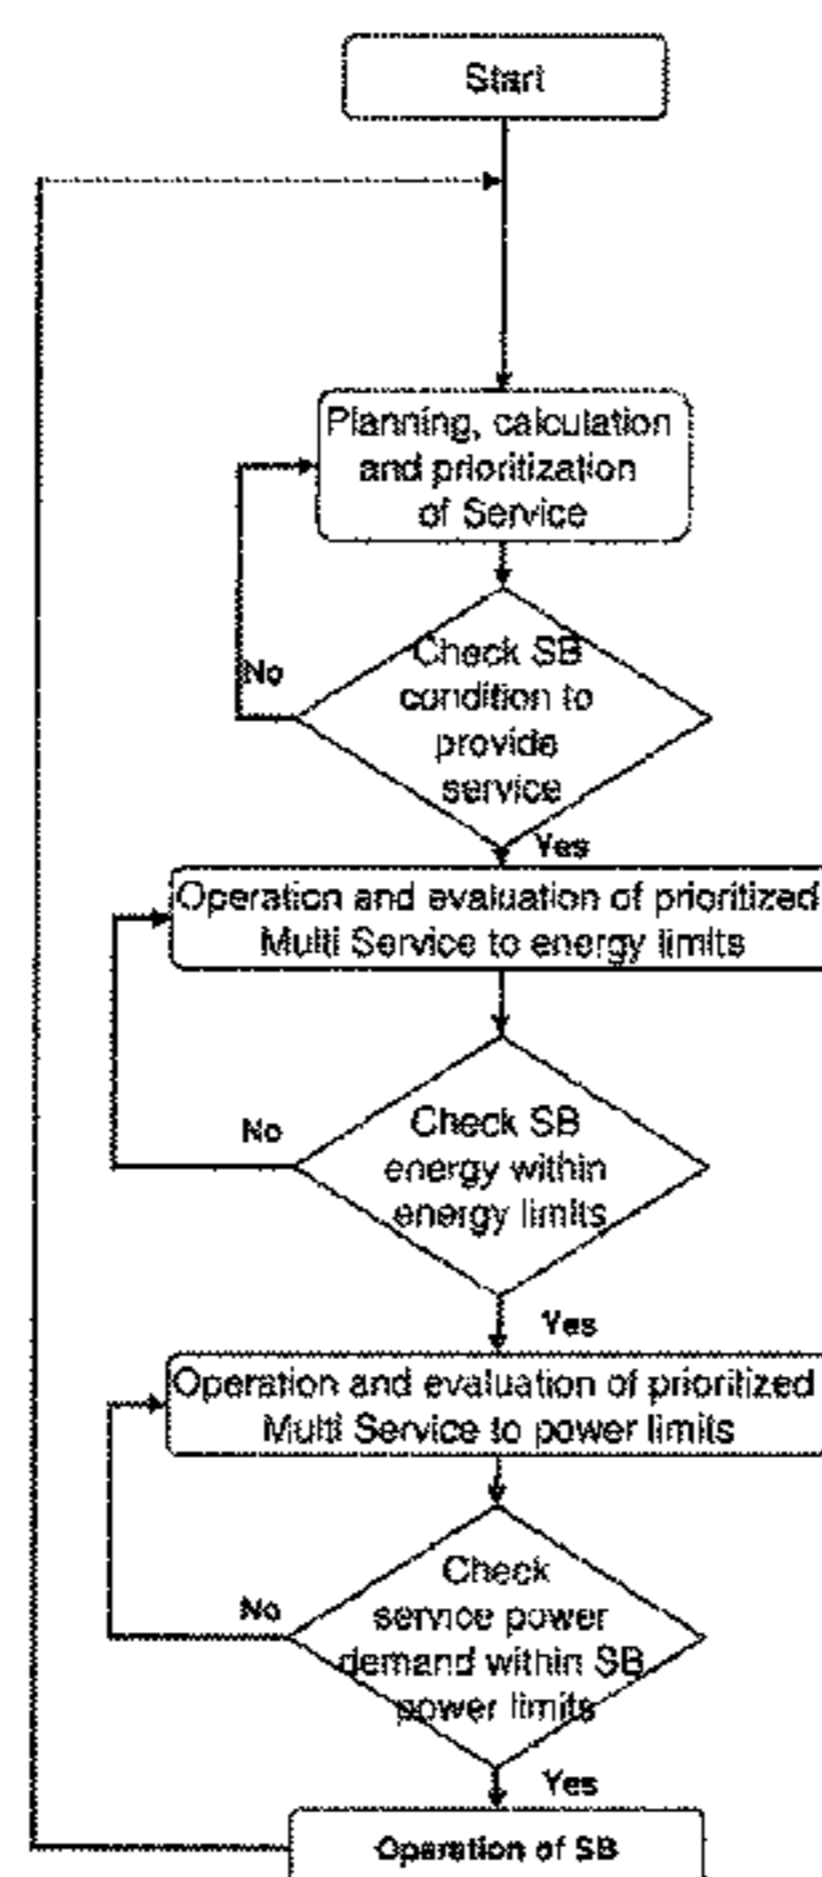 Start
Planning, calculation
and prioritization
of Service
Check SB
condition to
provide
service
No
Yes
Operation and evaluation of prioritized
Multi Service to energy limits
Check SB
energy within
energy limits
No
Yes
Operation and evaluation of prioritized
Multi Service to power limits
Check
service power
demand within SB
power limits
No
Yes
Operation of SB